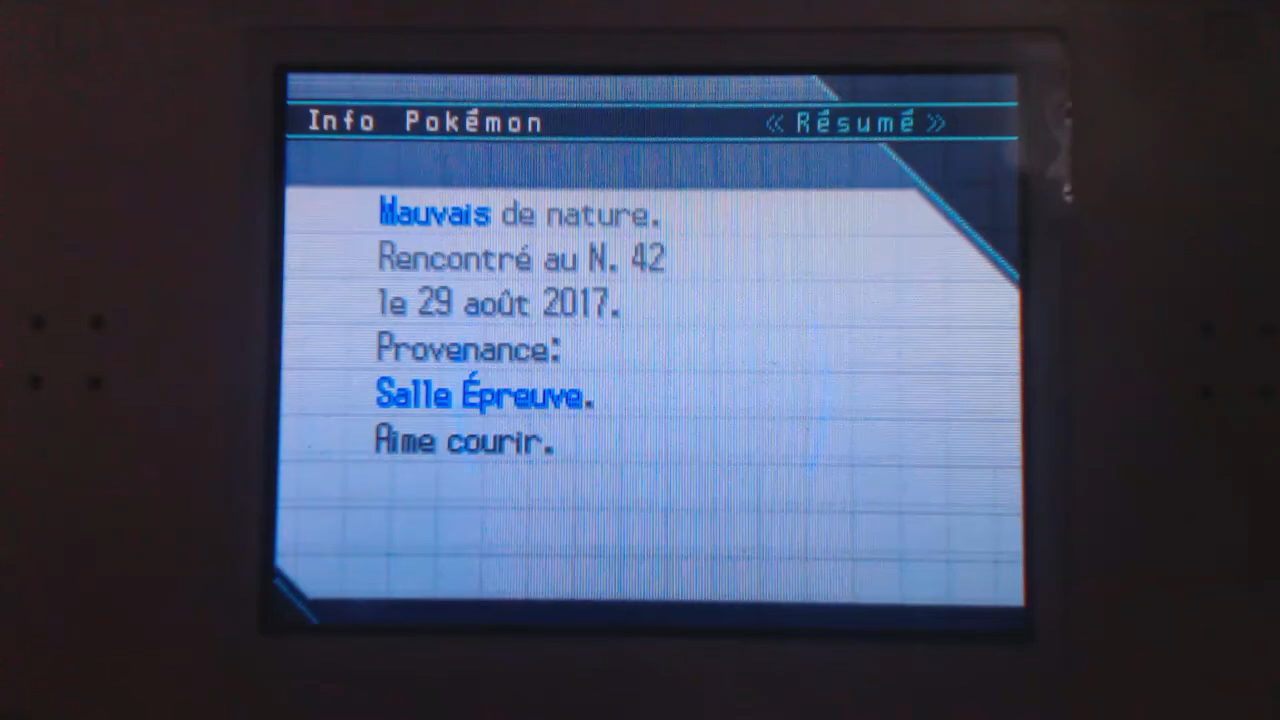 Info Pokémon
« Résumé »
Mauvais de nature.
Rencontré au N. 42
le 29 août 2017.
Provenance:
Salle Épreuve.
Aime courir.